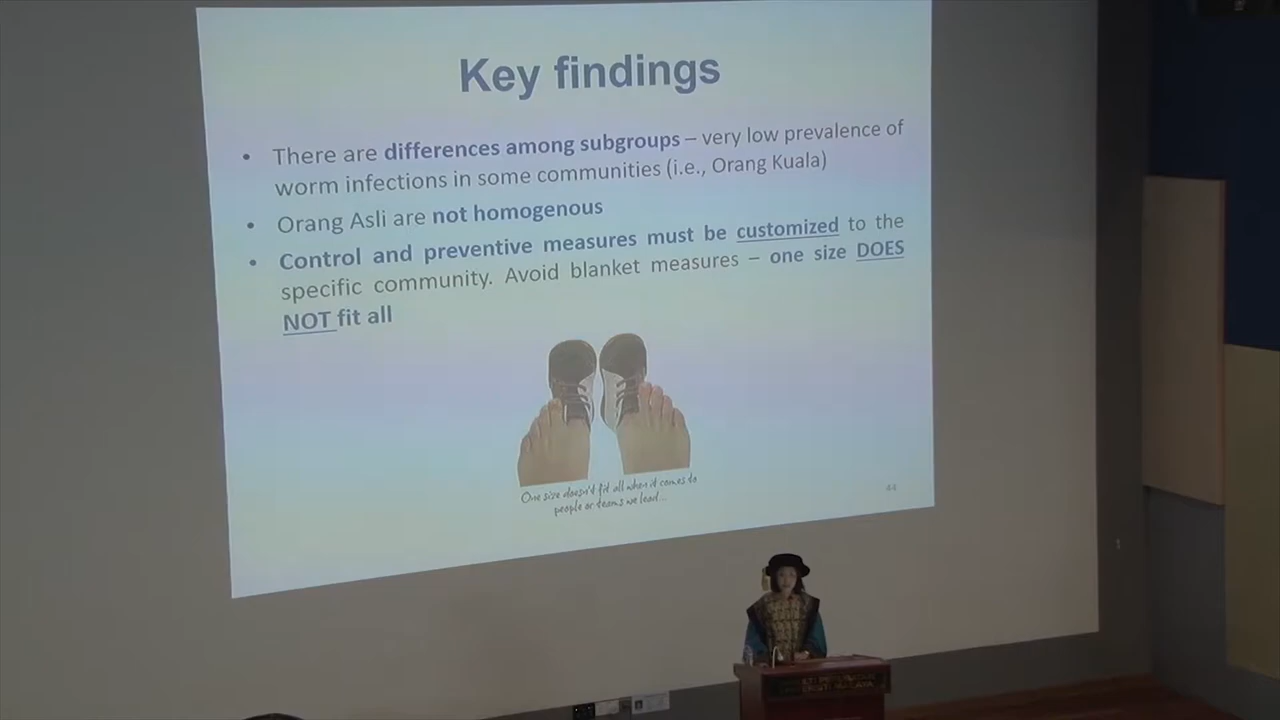 Key findings
• There are differences among subgroups – very low prevalence of
worm infections in some communities (i.e., Orang Kuala)
• Orang Asli are not homogenous
• Control and preventive measures must be customized to the
specific community. Avoid blanket measures – one size DOES
NOT fit all
One size doesn't fit all when it comes to
people or teams we lead...
44